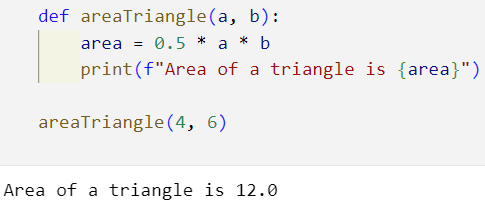 def areaTriangle(a, b):
    area = 0.5 * a * b
    print(f"Area of a triangle is {area}")
areaTriangle(4, 6)
Area of a triangle is 12.0